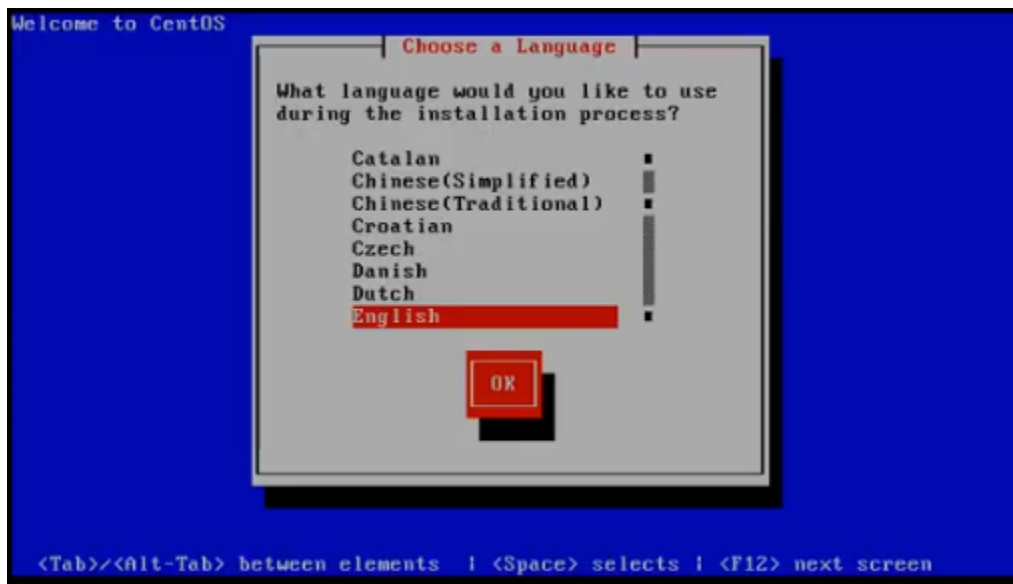 Welcome to CentOS
Choose a Language
What language would you like to use
during the installation process?
Catalan
Chinese(Simplified)
Chinese(Traditional)
Croatian
Czech
Danish
Dutch
English
OK
<Tab>/<Alt-Tab> between elements | <Space> selects | <F12> next screen